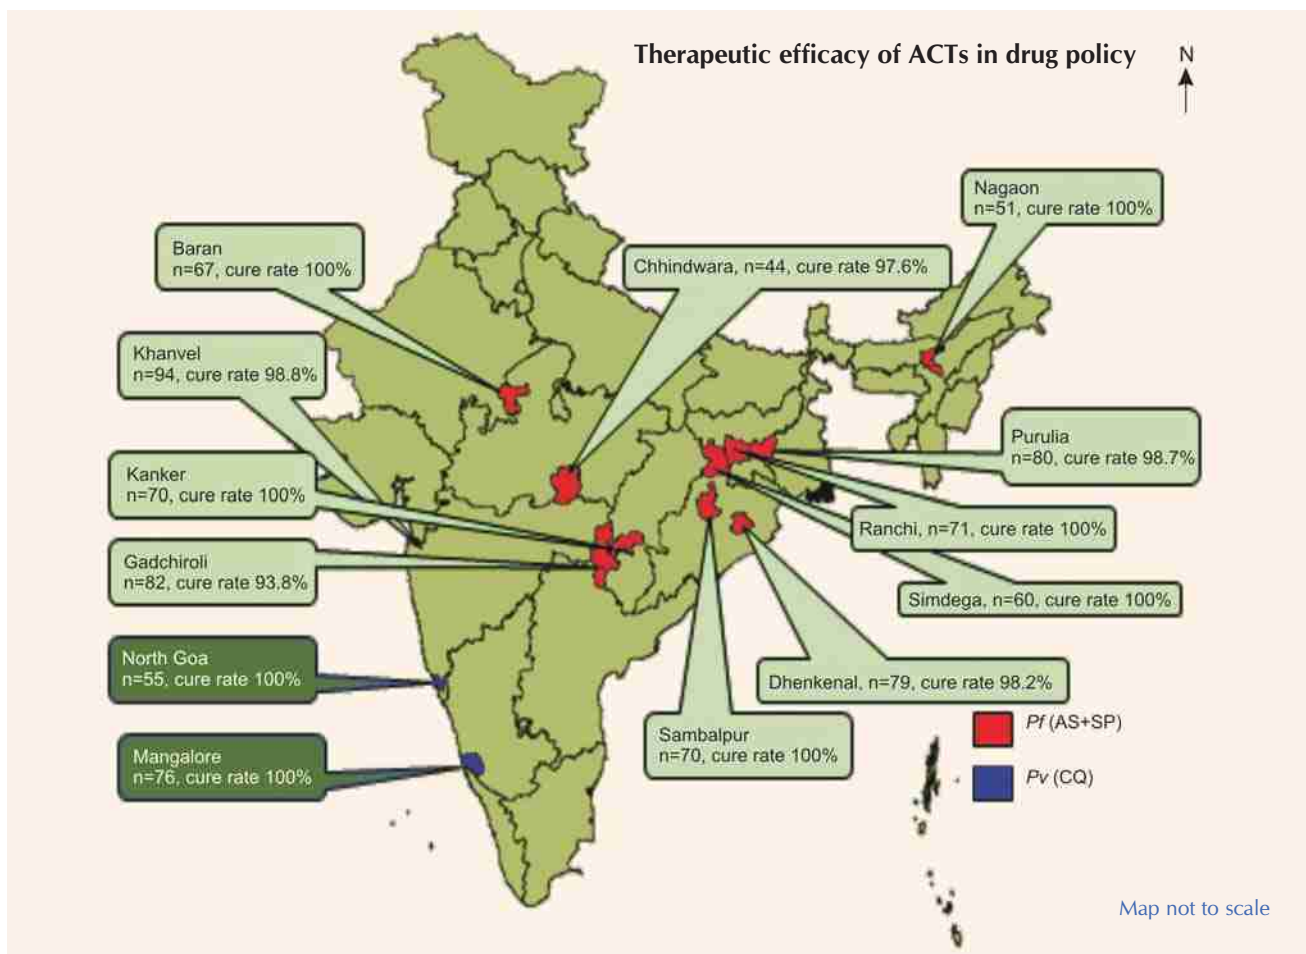 Therapeutic efficacy of ACTs in drug policy
N
Nagaon
n=51, cure rate 100%
Baran
n=67, cure rate 100%
Chhindwara, n=44, cure rate 97.6%
Khanvel
n=94, cure rate 98.8%
Purulia
n=80, cure rate 98.7%
Kanker
n=70, cure rate 100%
Ranchi, n=71, cure rate 100%
Gadchiroli
n=82, cure rate 93.8%
Simdega, n=60, cure rate 100%
North Goa
n=55, cure rate 100%
Dhenkenal, n=79, cure rate 98.2%
Sambalpur
n=70, cure rate 100%
Mangalore
n=76, cure rate 100%
Pf (AS+SP)
Pv (CQ)
Map not to scale